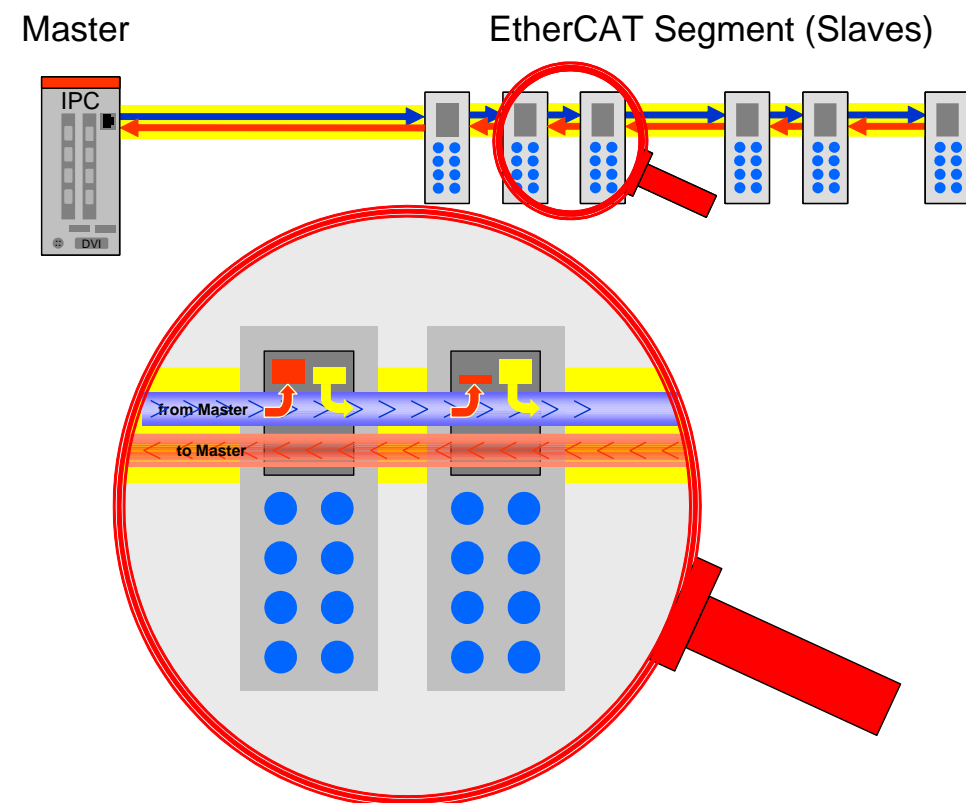 Master
EtherCAT Segment (Slaves)
IPC
DVI
from Master
to Master